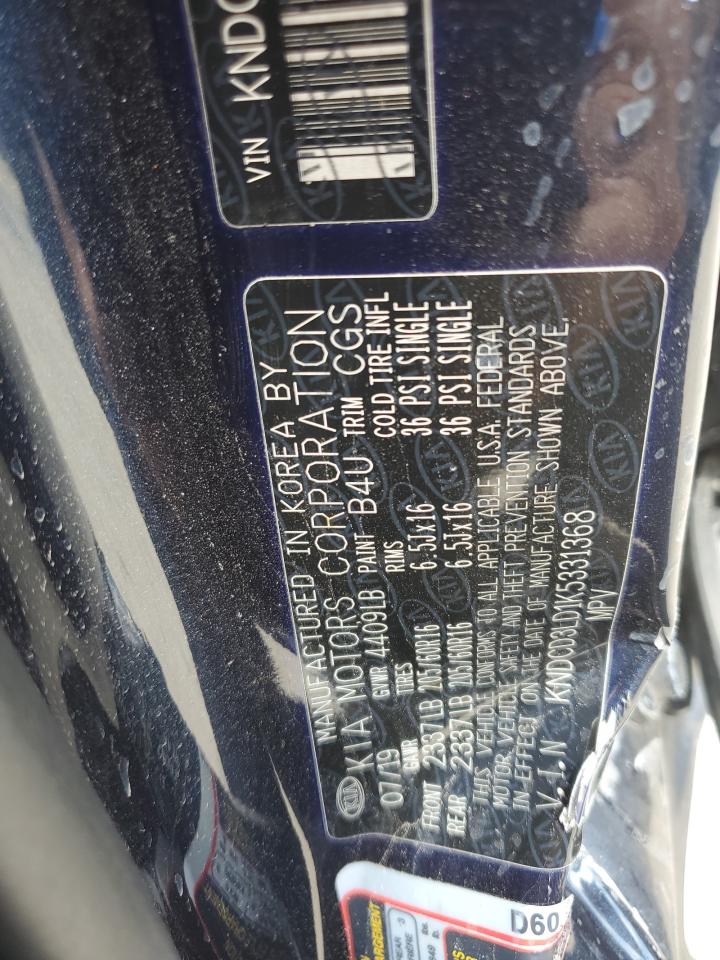 VIN KNDC
MANUFACTURED IN KOREA BY
KIA KIA MOTORS CORPORATION
07/19 GVWR 4409LB PAINT B4U TRIM CGS
GAWR TIRES RIMS COLD TIRE INFL
FRONT 2337LB 205/60R16 6.5Jx16 36 PSI SINGLE
REAR 2337LB 205/60R16 6.5Jx16 36 PSI SINGLE
THIS VEHICLE CONFORMS TO ALL APPLICABLE U.S.A. FEDERAL
MOTOR VEHICLE SAFETY AND THEFT PREVENTION STANDARDS
IN EFFECT ON THE DATE OF MANUFACTURE SHOWN ABOVE.
V.I.N KNDCD3LD1K5331368
MPV
D60
REAR